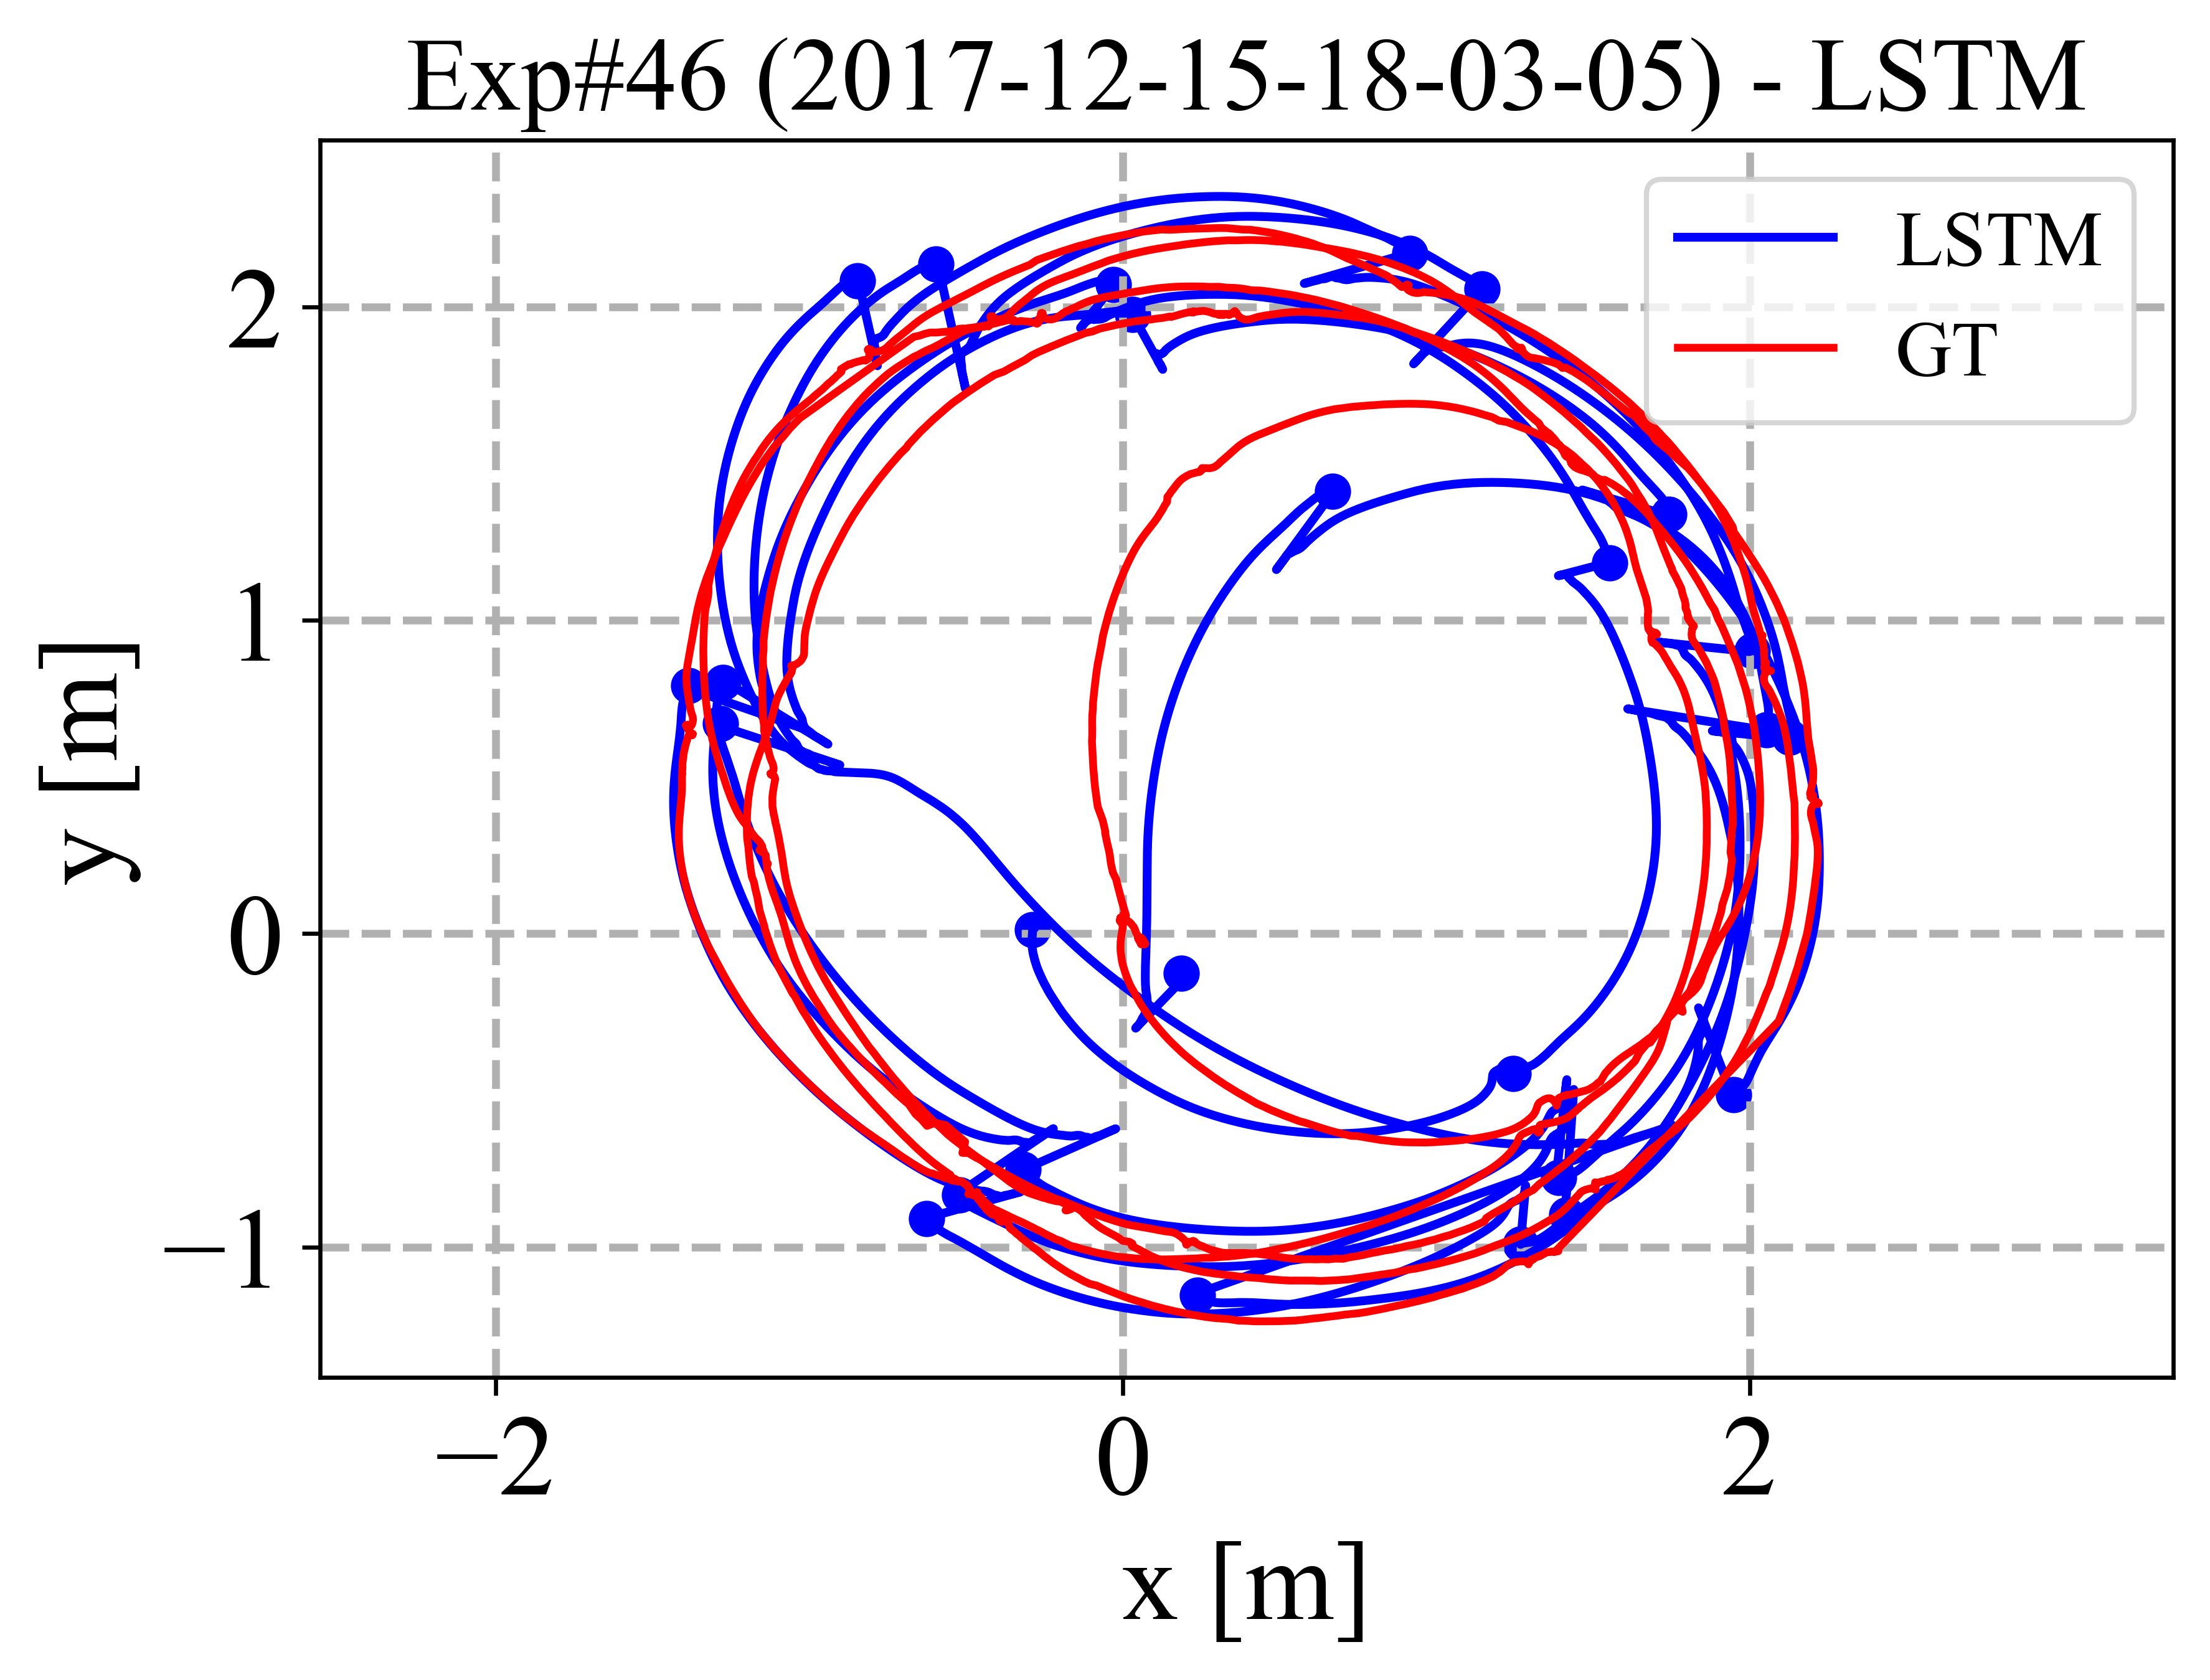 Exp#46 (2017-12-15-18-03-05) - LSTM
LSTM
GT
2
1
0
−1
y [m]
−2
0
2
x [m]